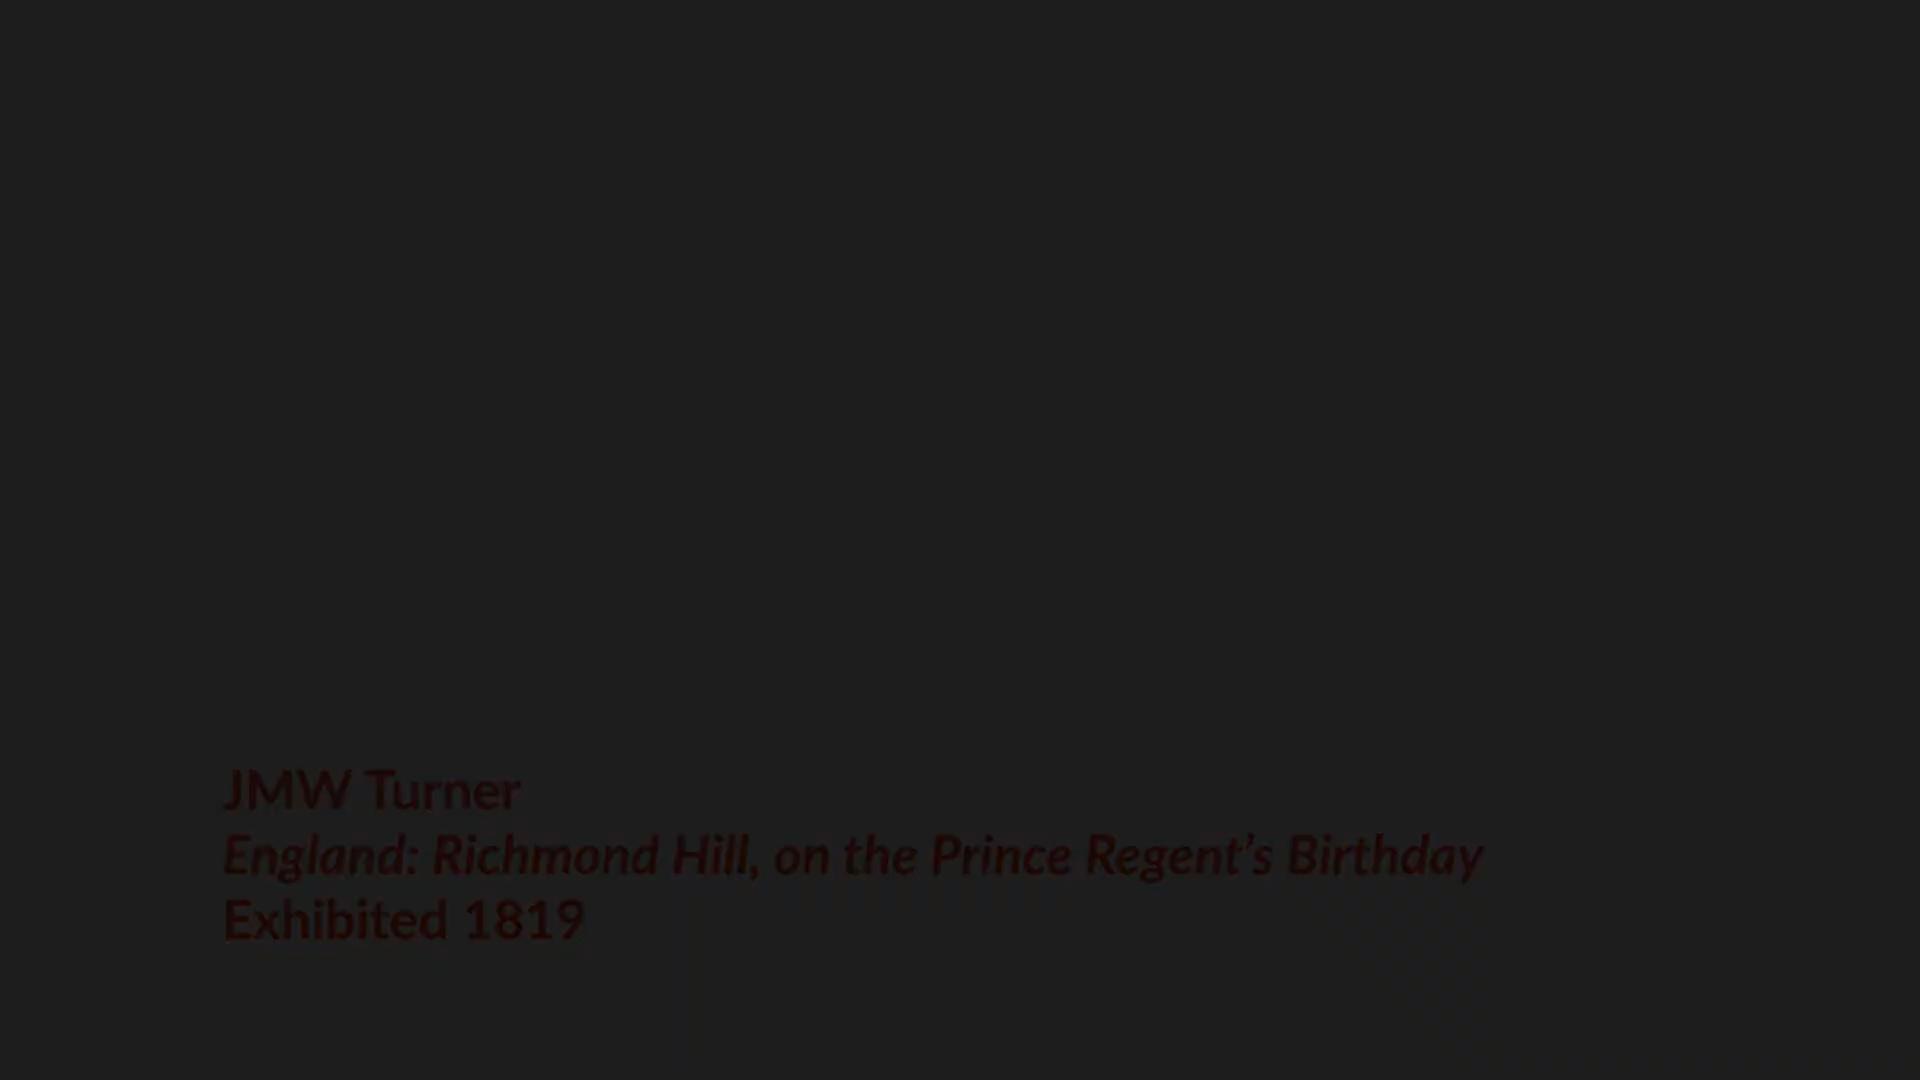 JMW Turner
England: Richmond Hill, on the Prince Regent’s Birthday
Exhibited 1819